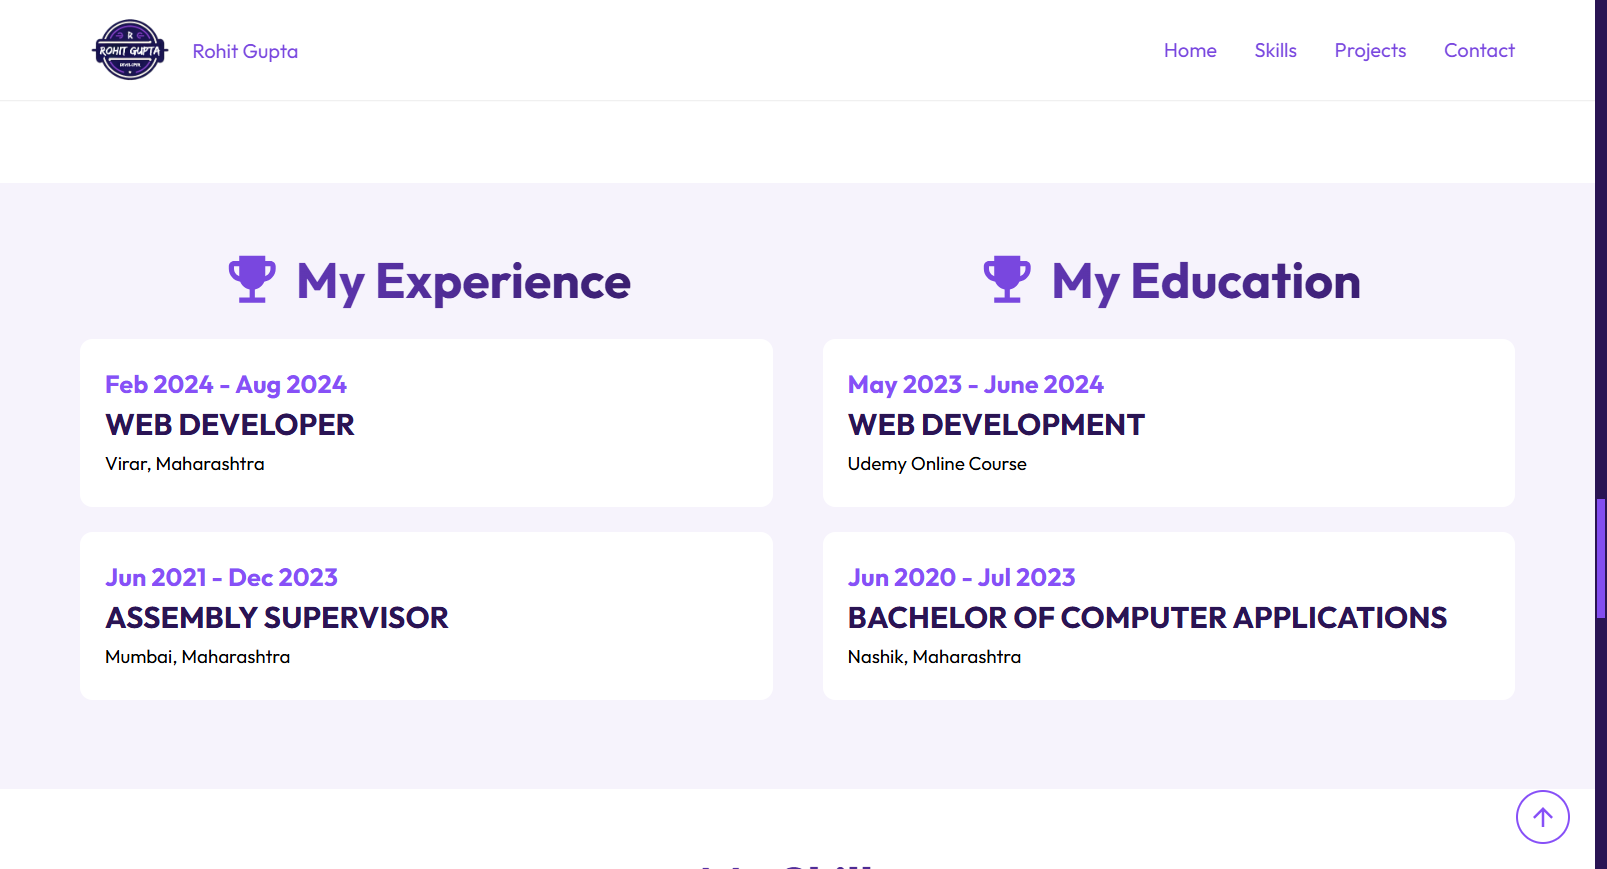 R
ROHIT GUPTA
DEVELOPER
Rohit Gupta
Home
Skills
Projects
Contact
My Experience
Feb 2024 - Aug 2024
WEB DEVELOPER
Virar, Maharashtra
Jun 2021 - Dec 2023
ASSEMBLY SUPERVISOR
Mumbai, Maharashtra
My Education
May 2023 - June 2024
WEB DEVELOPMENT
Udemy Online Course
Jun 2020 - Jul 2023
BACHELOR OF COMPUTER APPLICATIONS
Nashik, Maharashtra